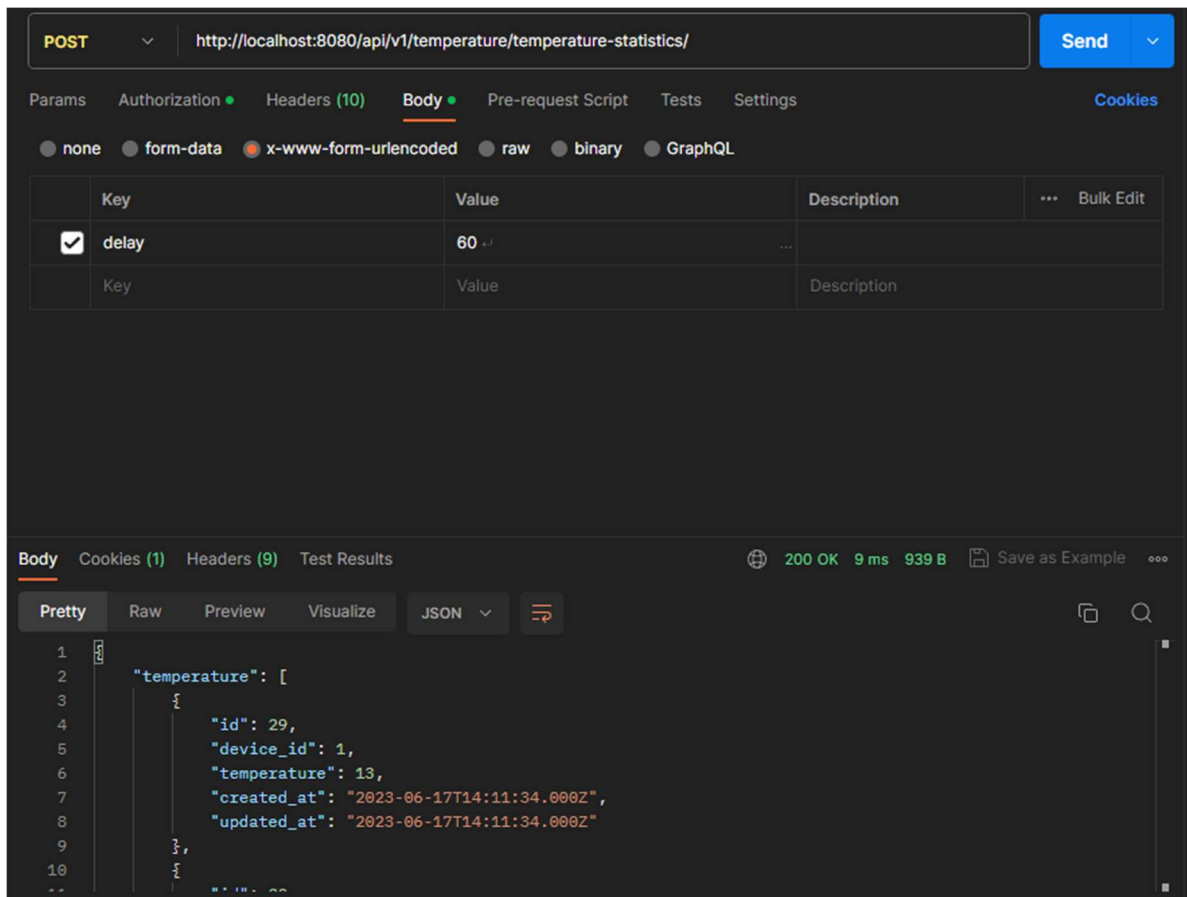 POST http://localhost:8080/api/v1/temperature/temperature-statistics/ Send
Params Authorization Headers (10) Body Pre-request Script Tests Settings Cookies
none form-data x-www-form-urlencoded raw binary GraphQL
Key Value Description ••• Bulk Edit
delay 60 ↵ ...
Key Value Description
Body Cookies (1) Headers (9) Test Results 200 OK 9 ms 939 B Save as Example
Pretty Raw Preview Visualize JSON
1 {
2 "temperature": [
3 {
4 "id": 29,
5 "device_id": 1,
6 "temperature": 13,
7 "created_at": "2023-06-17T14:11:34.000Z",
8 "updated_at": "2023-06-17T14:11:34.000Z"
9 },
10 {